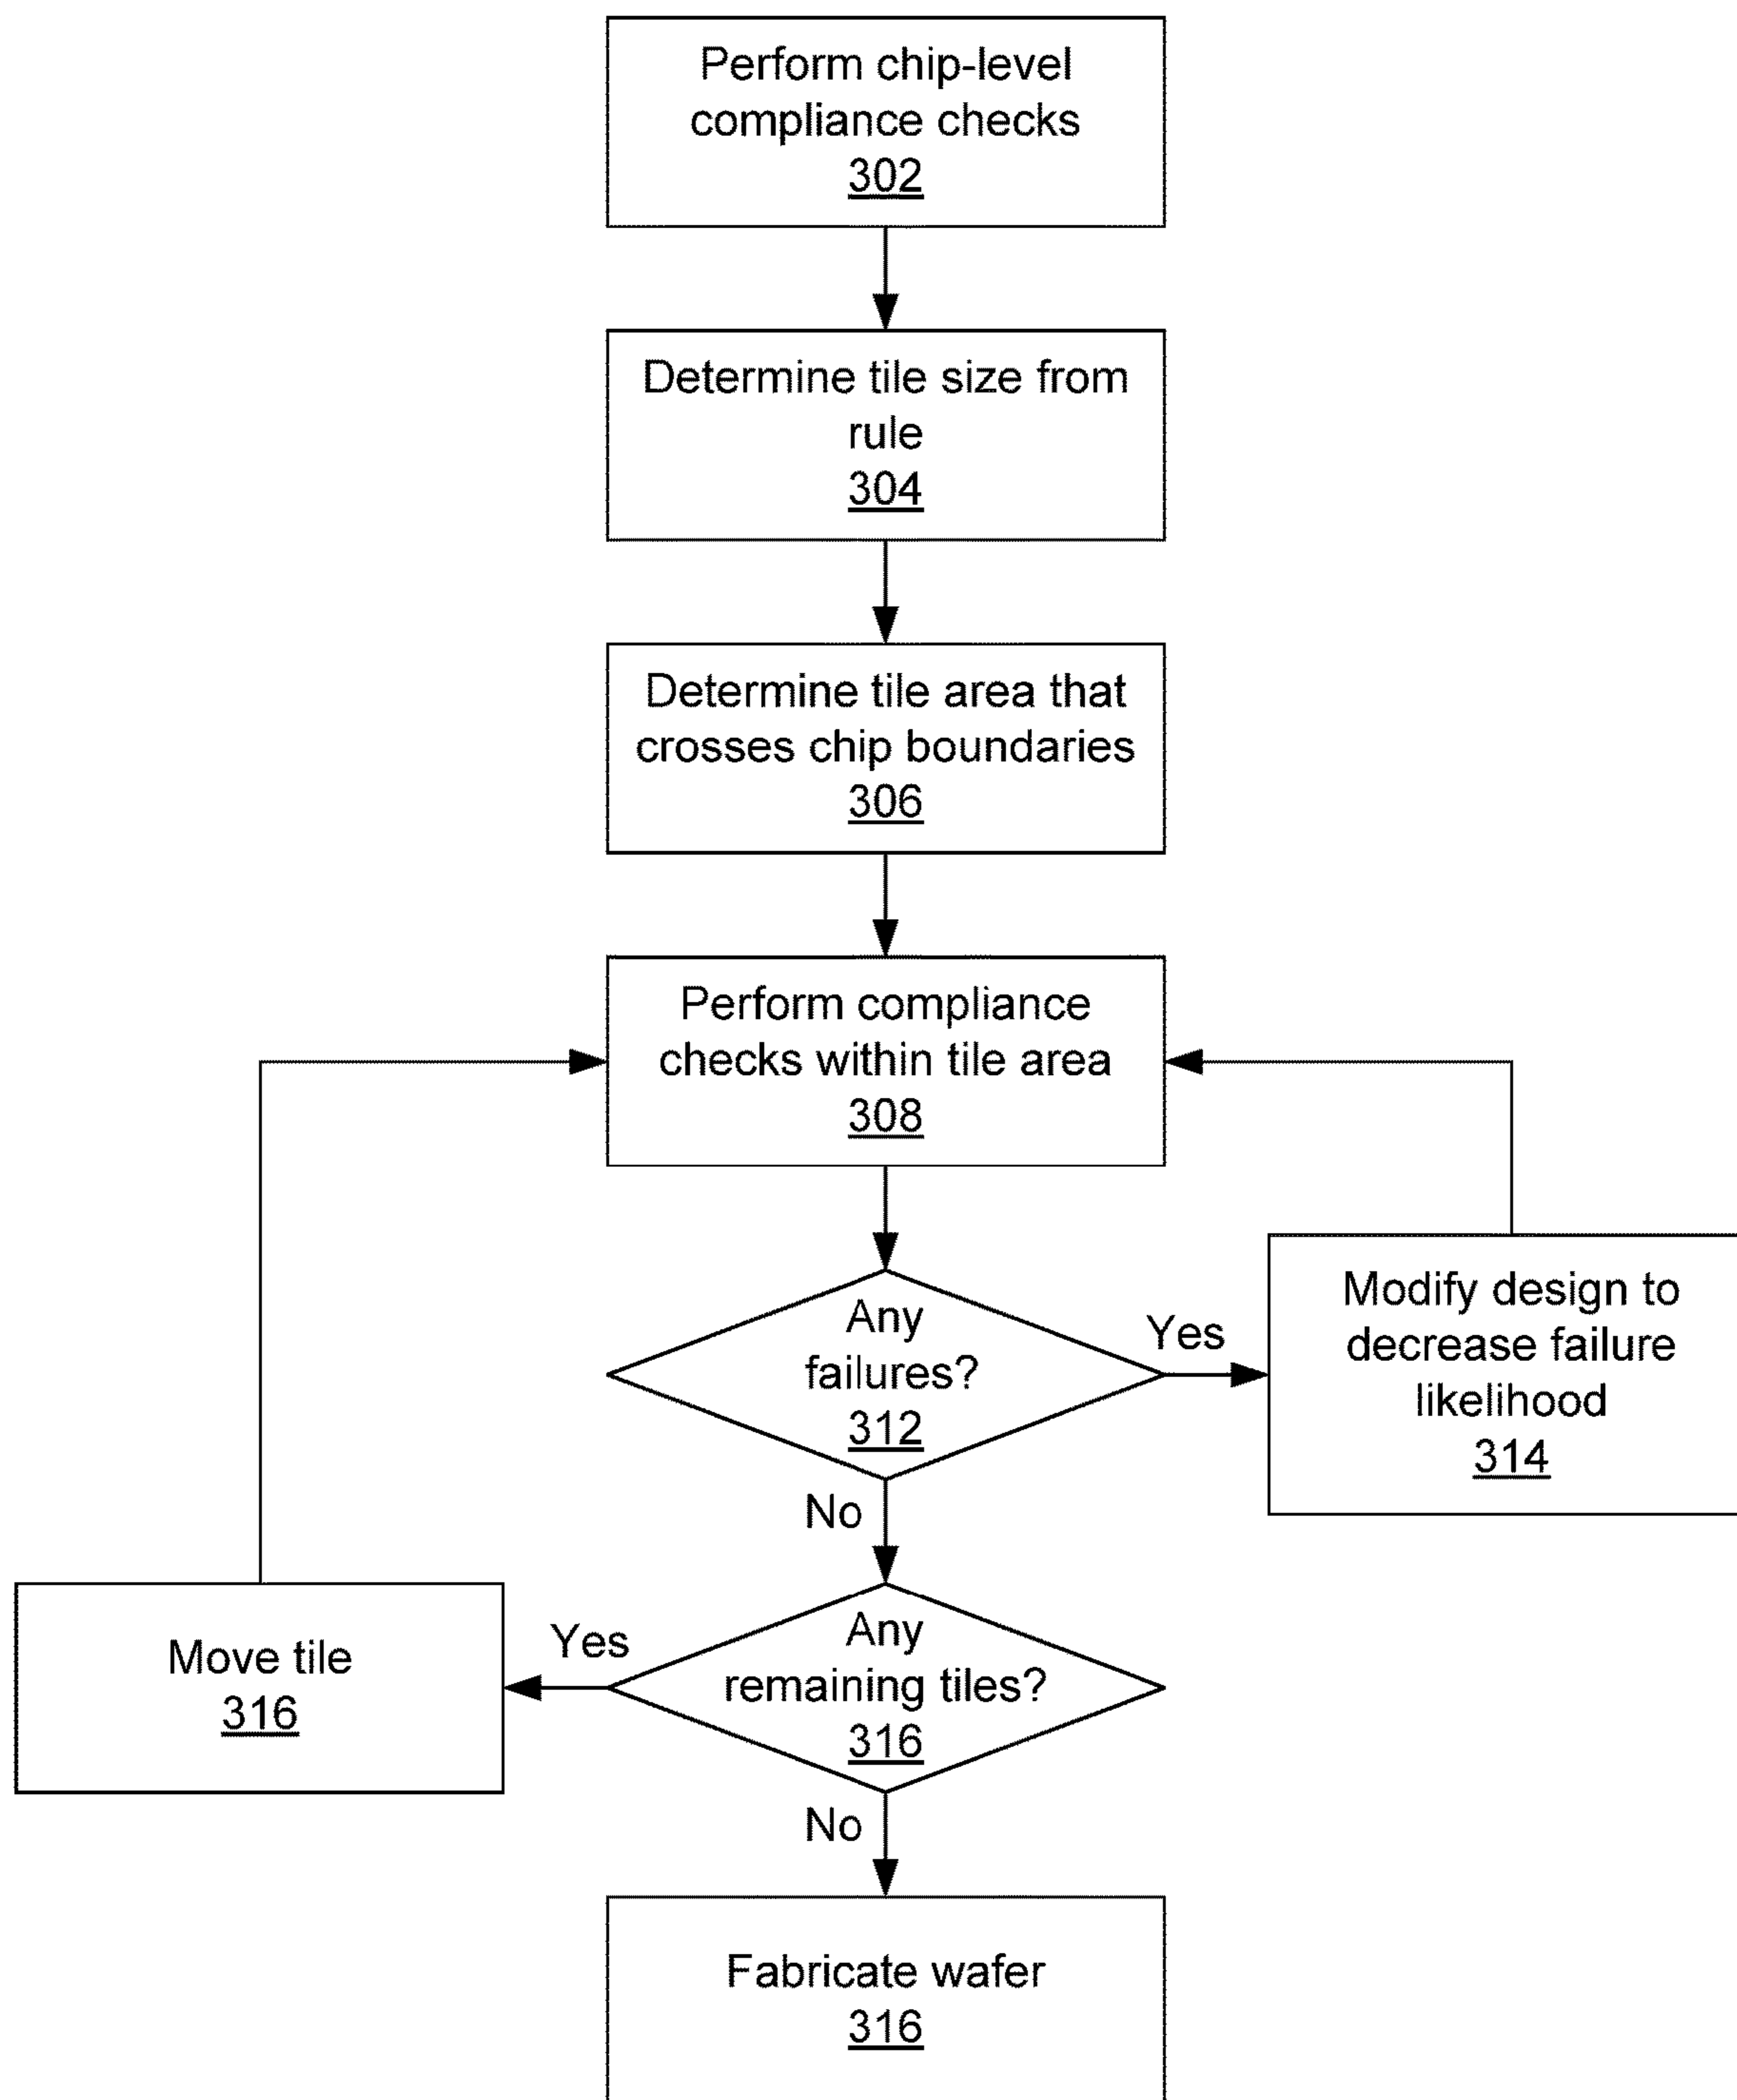 Perform chip-level
compliance checks
302
Determine tile size from
rule
304
Determine tile area that
crosses chip boundaries
306
Perform compliance
checks within tile area
308
Any
failures?
312
Yes
Modify design to
decrease failure
likelihood
314
No
Any
remaining tiles?
316
Yes
Move tile
316
No
Fabricate wafer
316